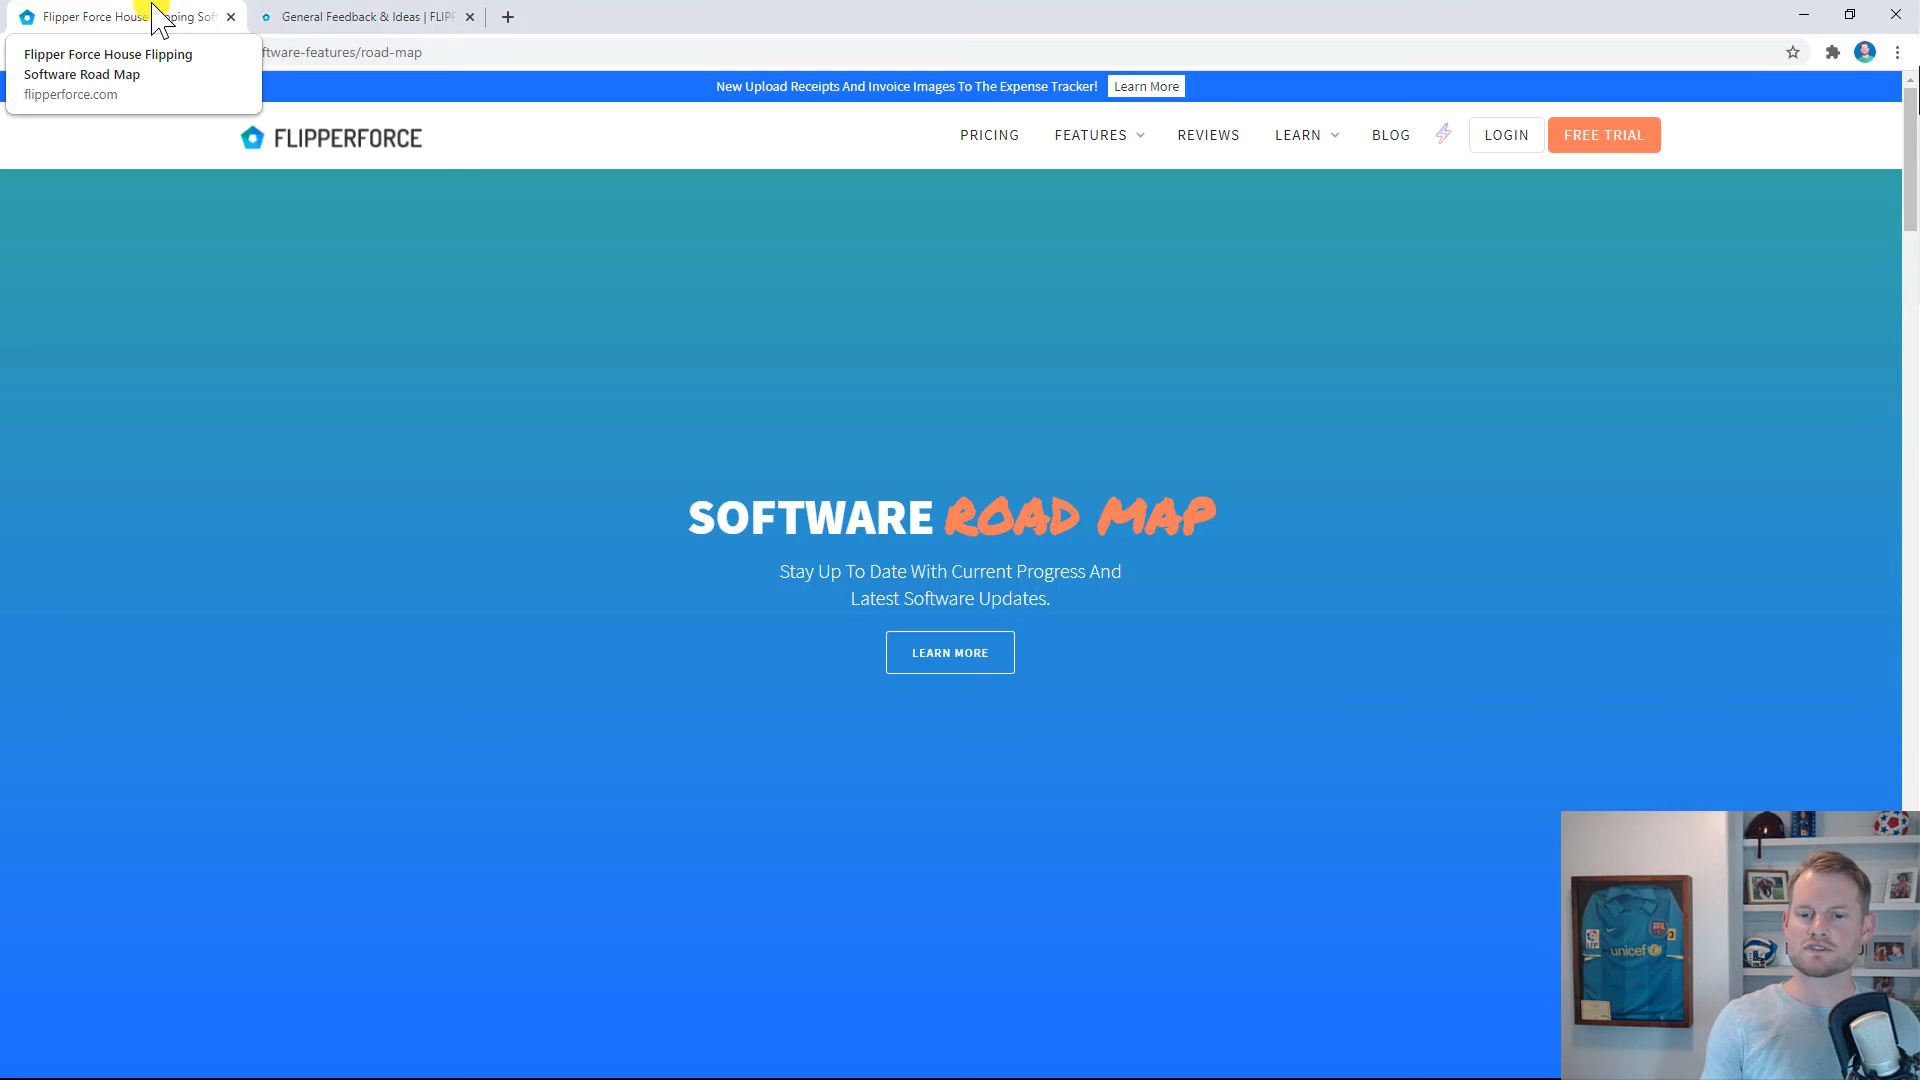 Flipper Force House Flipping Soft
General Feedback & Ideas | FLIPF
Flipper Force House Flipping
Software Road Map
flipperforce.com
ftware-features/road-map
New Upload Receipts And Invoice Images To The Expense Tracker! Learn More
FLIPPERFORCE
PRICING FEATURES REVIEWS LEARN BLOG LOGIN FREE TRIAL
SOFTWARE ROAD MAP
Stay Up To Date With Current Progress And
Latest Software Updates.
LEARN MORE
unicef